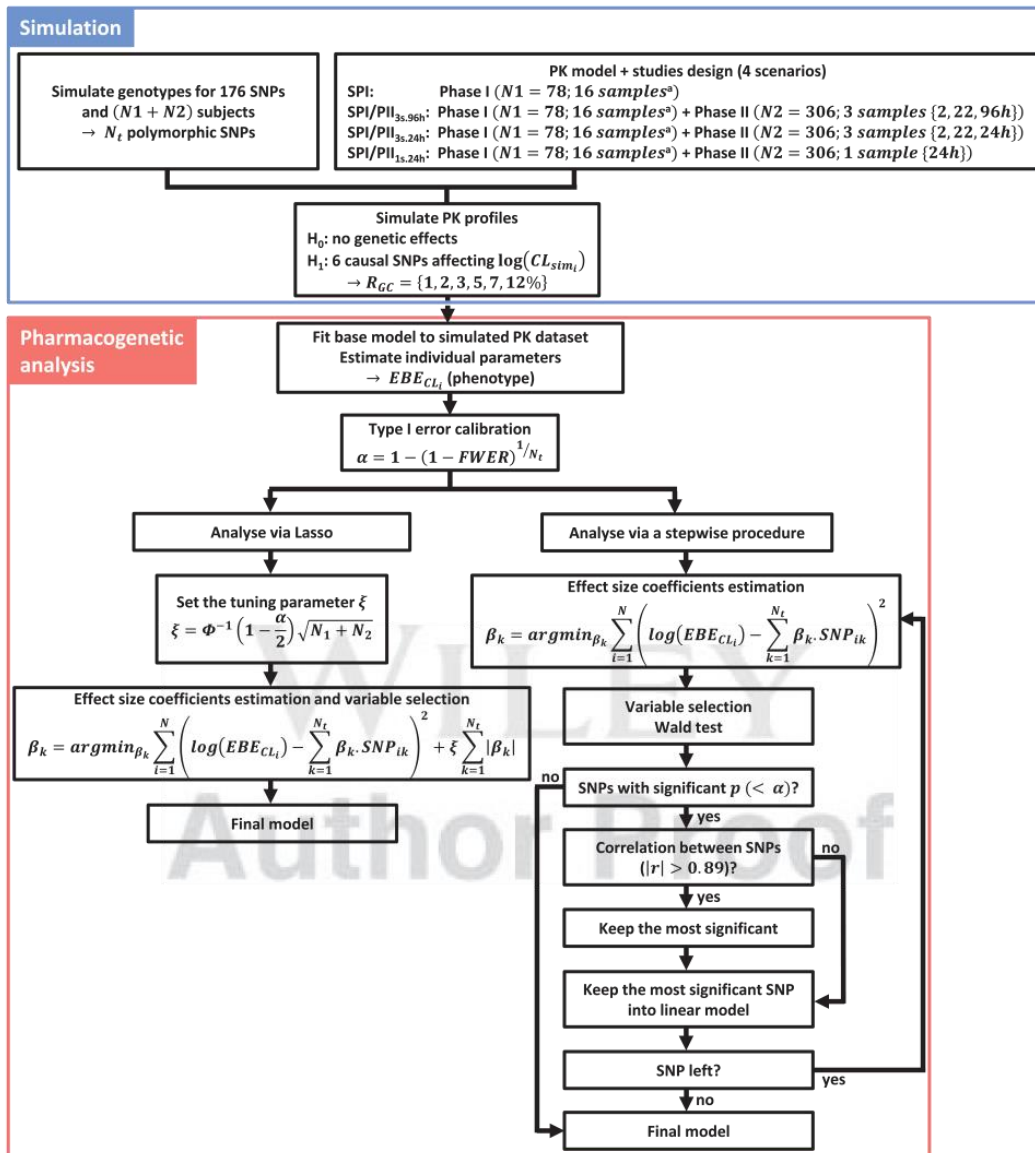 Simulation
Simulate genotypes for 176 SNPs
and (N1 + N2) subjects
→ N_t polymorphic SNPs
PK model + studies design (4 scenarios)
SPI: Phase I (N1 = 78; 16 samples^a)
SPI/PII_3s.96h: Phase I (N1 = 78; 16 samples^a) + Phase II (N2 = 306; 3 samples {2, 22, 96h})
SPI/PII_3s.24h: Phase I (N1 = 78; 16 samples^a) + Phase II (N2 = 306; 3 samples {2, 22, 24h})
SPI/PII_1s.24h: Phase I (N1 = 78; 16 samples^a) + Phase II (N2 = 306; 1 sample {24h})
Simulate PK profiles
H_0: no genetic effects
H_1: 6 causal SNPs affecting log(CL_sim_i)
→ R_GC = {1, 2, 3, 5, 7, 12%}
Pharmacogenetic
analysis
Fit base model to simulated PK dataset
Estimate individual parameters
→ EBE_CL_i (phenotype)
Type I error calibration
α = 1 − (1 − FWER)^1/N_t
Analyse via Lasso
Set the tuning parameter ξ
ξ = Φ^−1 (1 − α/2) √(N_1 + N_2)
Effect size coefficients estimation and variable selection
β_k = argmin_β_k ∑_{i=1}^{N} (log(EBE_CL_i) − ∑_{k=1}^{N_t} β_k. SNP_ik)^2 + ξ ∑_{k=1}^{N_t} |β_k|
Final model
Analyse via a stepwise procedure
Effect size coefficients estimation
β_k = argmin_β_k ∑_{i=1}^{N} (log(EBE_CL_i) − ∑_{k=1}^{N_t} β_k. SNP_ik)^2
Variable selection
Wald test
no
SNPs with significant p (< α)?
yes
Correlation between SNPs
(|r| > 0.89)?
no
yes
Keep the most significant
Keep the most significant SNP
into linear model
SNP left?
yes
no
Final model
WILEY
Author Proof